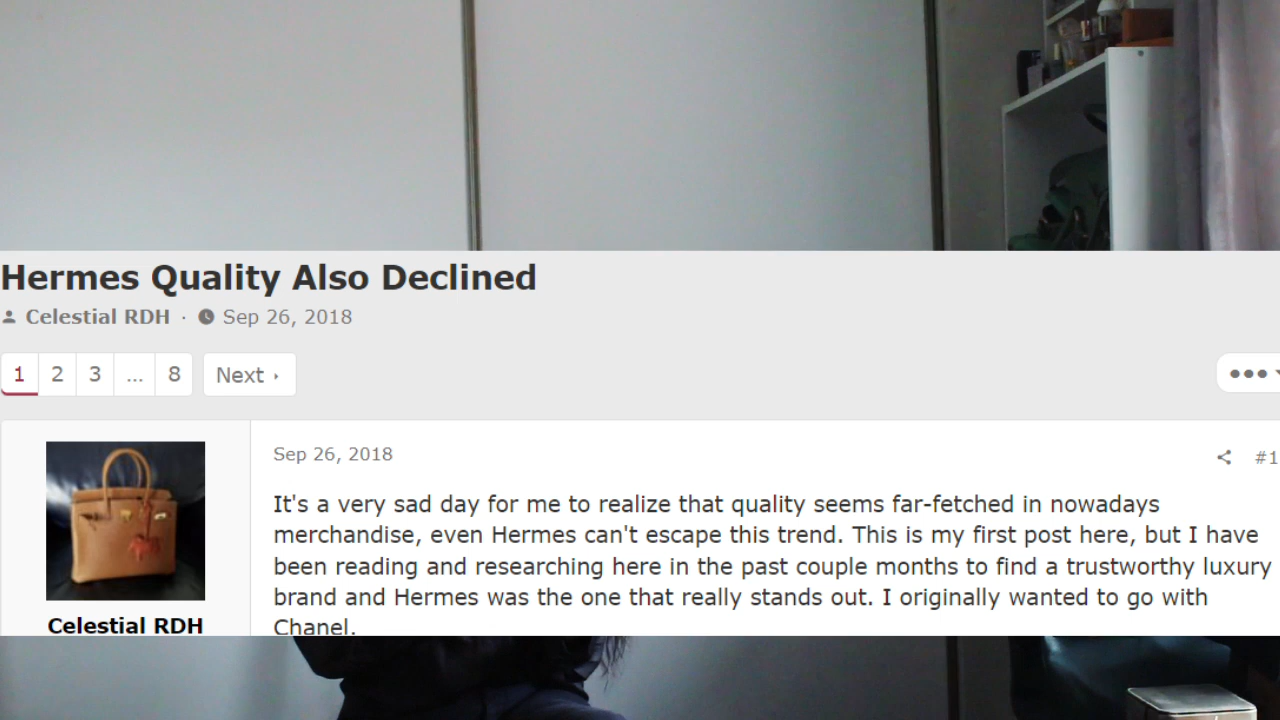 Hermes Quality Also Declined
Celestial RDH · Sep 26, 2018
1 2 3 ... 8 Next
Sep 26, 2018 #1
It's a very sad day for me to realize that quality seems far-fetched in nowadays
merchandise, even Hermes can't escape this trend. This is my first post here, but I have
been reading and researching here in the past couple months to find a trustworthy luxury
brand and Hermes was the one that really stands out. I originally wanted to go with
Chanel.
Celestial RDH